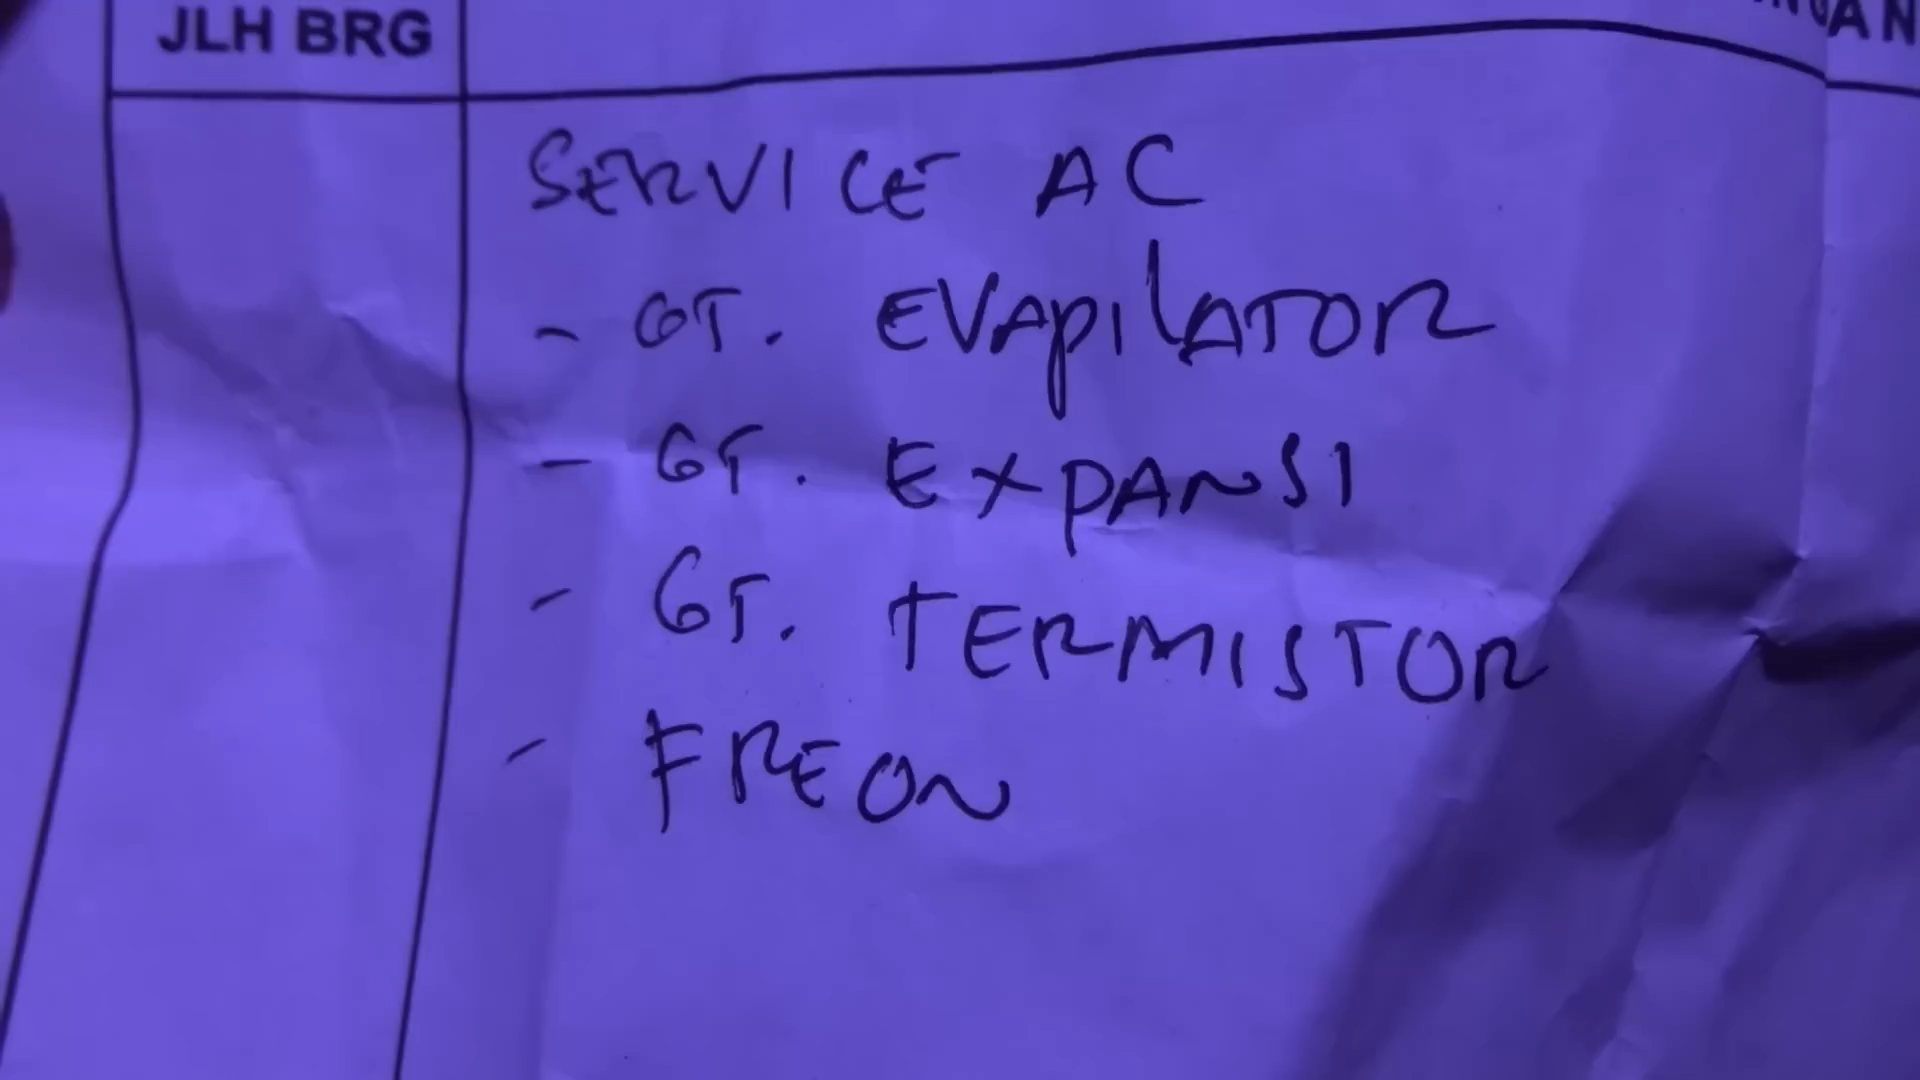 JLH BRG
SERVICE AC
- GT. EVAPILATOR
- GT. EXPANSI
- GT. TERMISTOR
- FREON